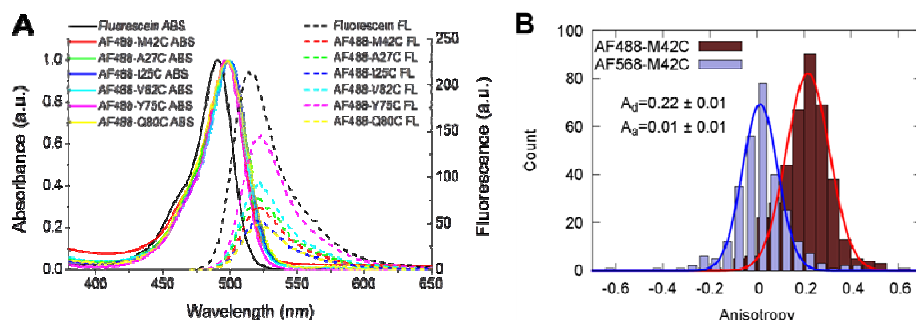 A
Fluorescein ABS
AF488-M42C ABS
AF488-A27C ABS
AF488-I25C ABS
AF488-V82C ABS
AF488-Y75C ABS
AF488-Q80C ABS
Fluorescein FL
AF488-M42C FL
AF488-A27C FL
AF488-I25C FL
AF488-V82C FL
AF488-Y75C FL
AF488-Q80C FL
Absorbance (a.u.)
1.0
0.8
0.6
0.4
0.2
0.0
250
200
150
100
50
0
Fluorescence (a.u.)
400 450 500 550 600 650
Wavelength (nm)
B
AF488-M42C
AF568-M42C
Ad=0.22 ± 0.01
Aa=0.01 ± 0.01
Count
100
80
60
40
20
0
-0.6 -0.4 -0.2 0 0.2 0.4 0.6
Anisotropy